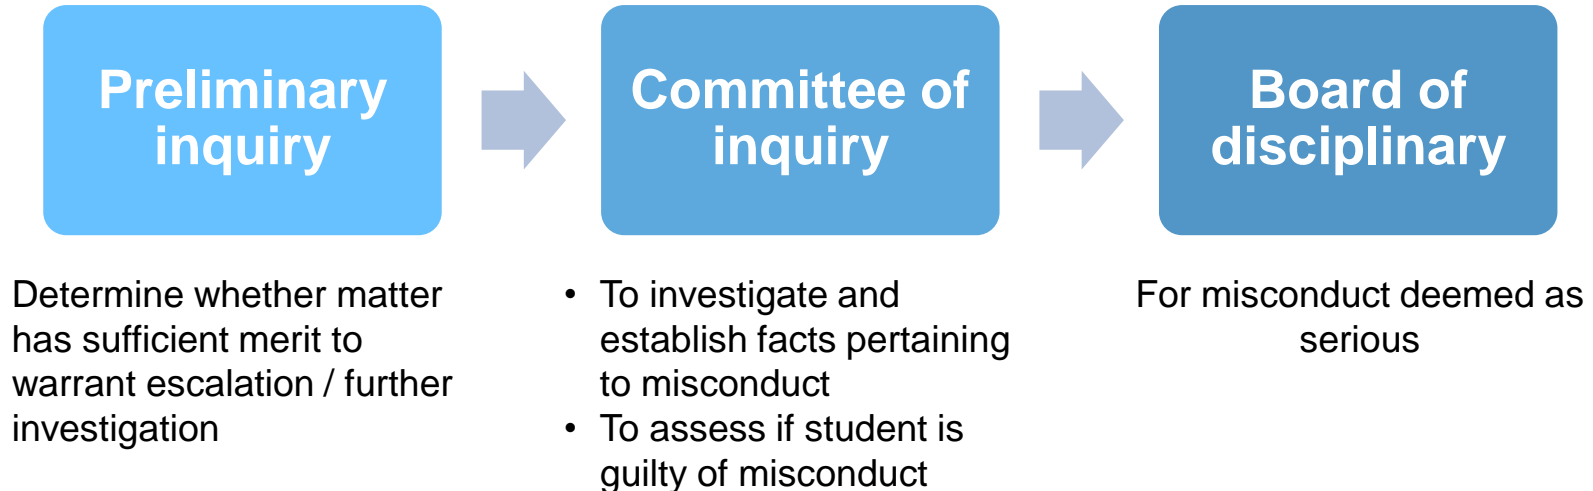 Preliminary
inquiry
Committee of
inquiry
Board of
disciplinary
Determine whether matter
has sufficient merit to
warrant escalation / further
investigation
• To investigate and
establish facts pertaining
to misconduct
• To assess if student is
guilty of misconduct
For misconduct deemed as
serious